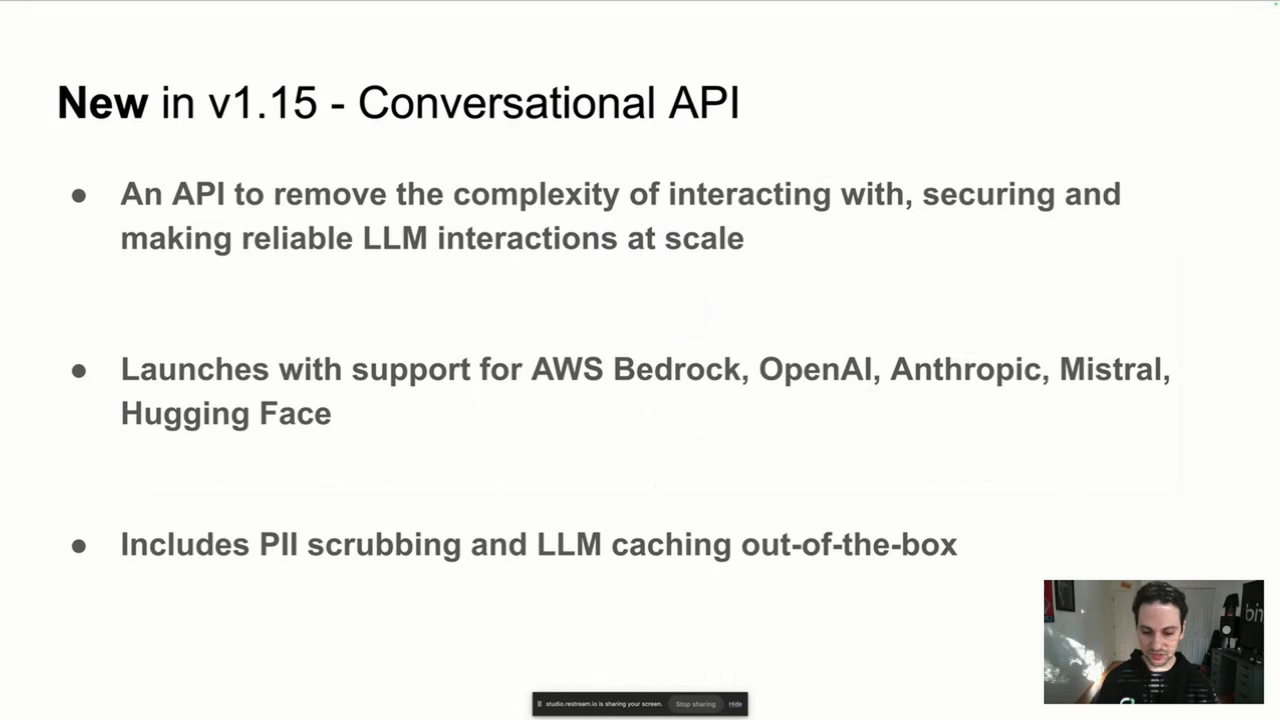 New in v1.15 - Conversational API
● An API to remove the complexity of interacting with, securing and
making reliable LLM interactions at scale
● Launches with support for AWS Bedrock, OpenAI, Anthropic, Mistral,
Hugging Face
● Includes PII scrubbing and LLM caching out-of-the-box
bi
studio.restream.io is sharing your screen. Stop sharing Hide